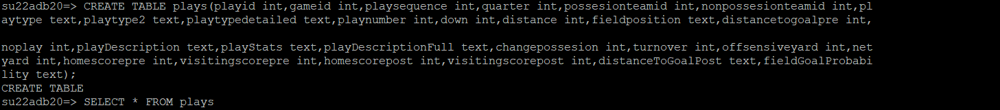 su22adb20=> CREATE TABLE plays(playid int,gameid int,playsequence int,quarter int,possesionteamid int,nonpossesionteamid int,pl
aytype text,playtype2 text,playtypedetailed text,playnumber int,down int,distance int,fieldposition text,distancetogoalpre int,
noplay int,playDescription text,playStats text,playDescriptionFull text,changepossesion int,turnover int,offsensiveyard int,net
yard int,homescorepre int,visitingscorepre int,homescorepost int,visitingscorepost int,distanceToGoalPost text,fieldGoalProbabi
lity text);
CREATE TABLE
su22adb20=> SELECT * FROM plays